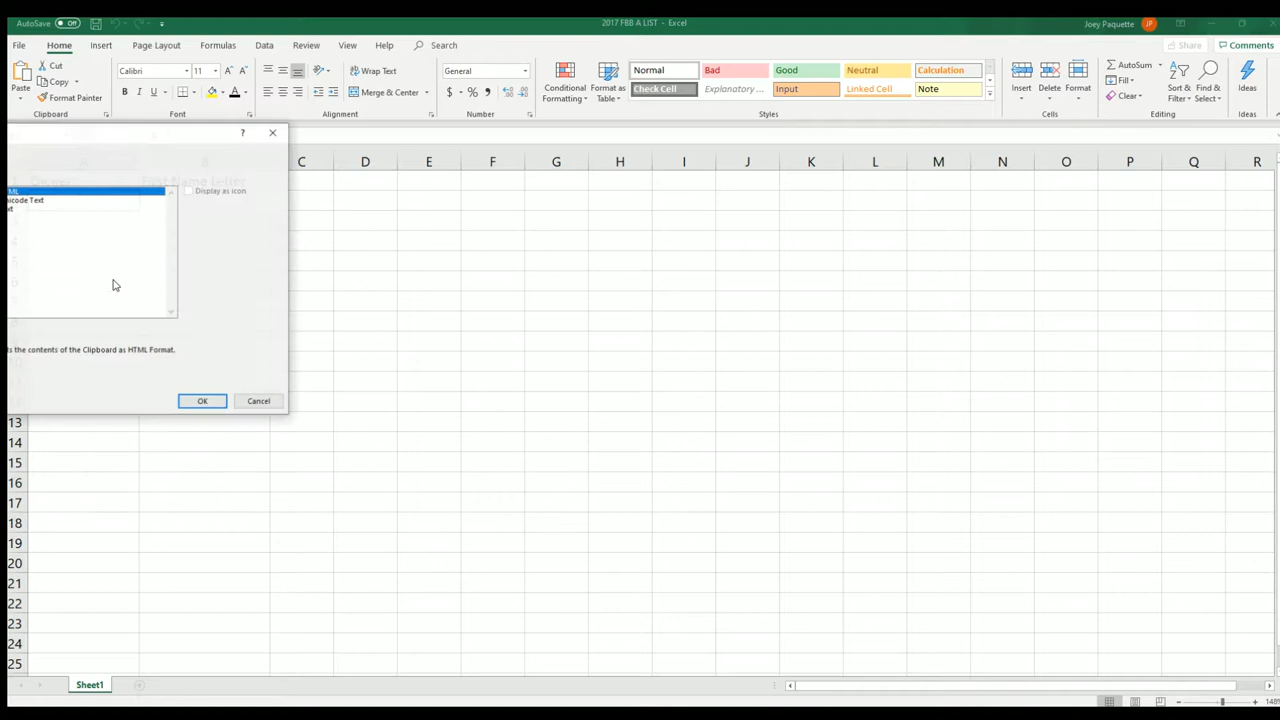 AutoSave Off 2017 FBB A LIST - Excel Joey Paquette JP
File Home Insert Page Layout Formulas Data Review View Help Search Share Comments
Paste Cut Copy Format Painter
Calibri 11 B I U A
Wrap Text Merge & Center
General $ % ,
Conditional Formatting Format as Table
Normal Bad Good Neutral Calculation
Check Cell Explanatory ... Input Linked Cell Note
Insert Delete Format
AutoSum Fill Clear Sort & Filter Find & Select Ideas
Clipboard Font Alignment Number Styles Cells Editing Ideas
? ×
C D E F G H I J K L M N O P Q R
Display as icon
ts the contents of the Clipboard as HTML Format.
OK Cancel
13
14
15
16
17
18
19
20
21
22
23
24
25
Sheet1